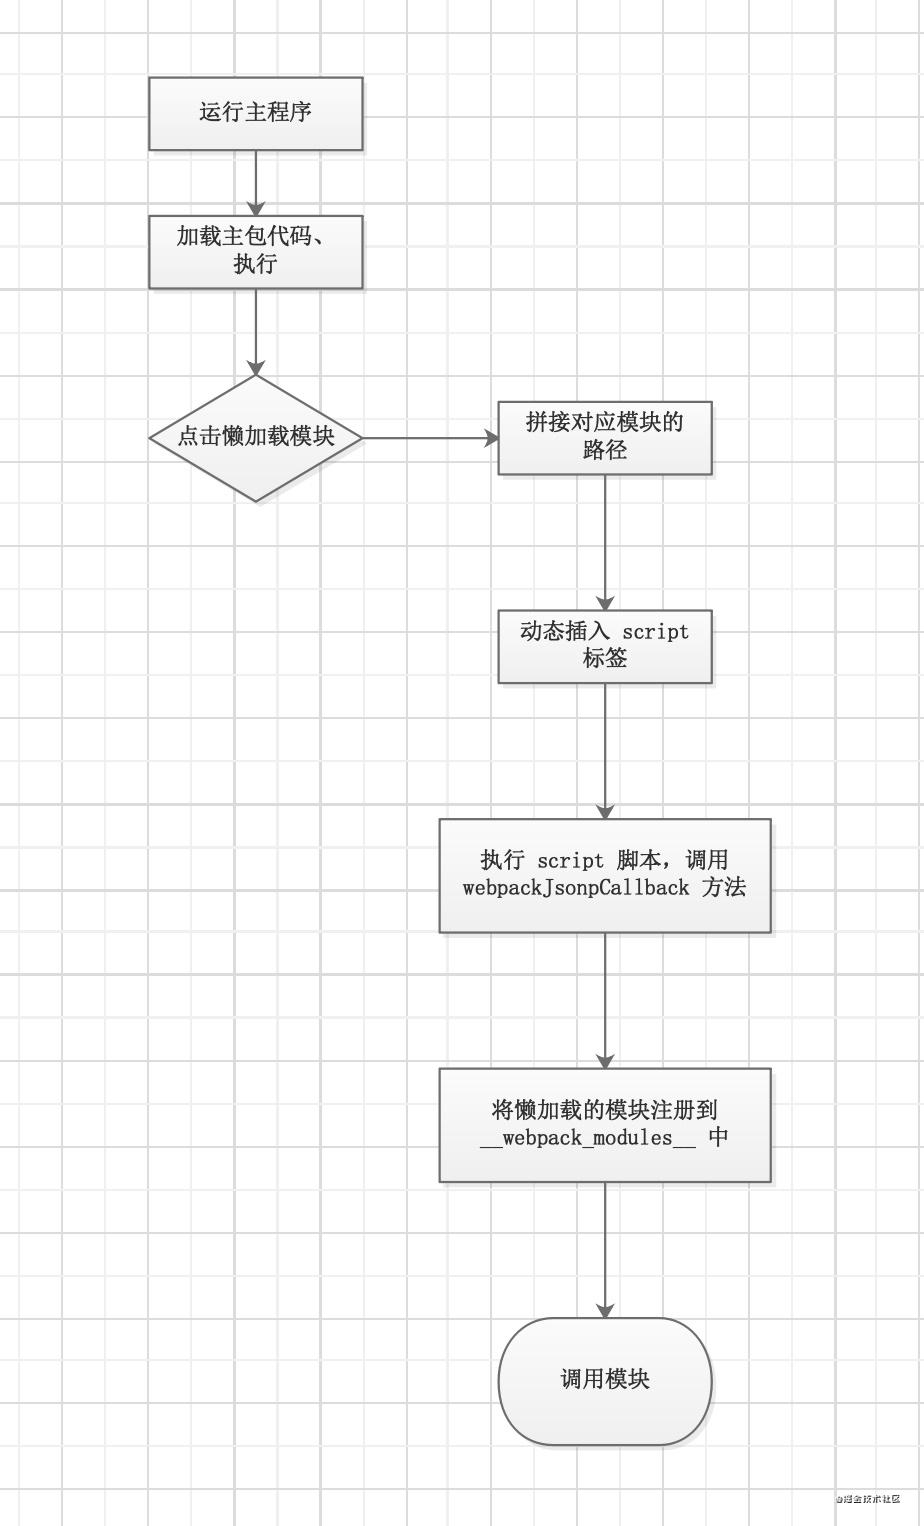 运行主程序
加载主包代码、
执行
点击懒加载模块
拼接对应模块的
路径
动态插入 script
标签
执行 script 脚本，调用
webpackJsonpCallback 方法
将懒加载的模块注册到
__webpack_modules__ 中
调用模块
@掘金技术社区